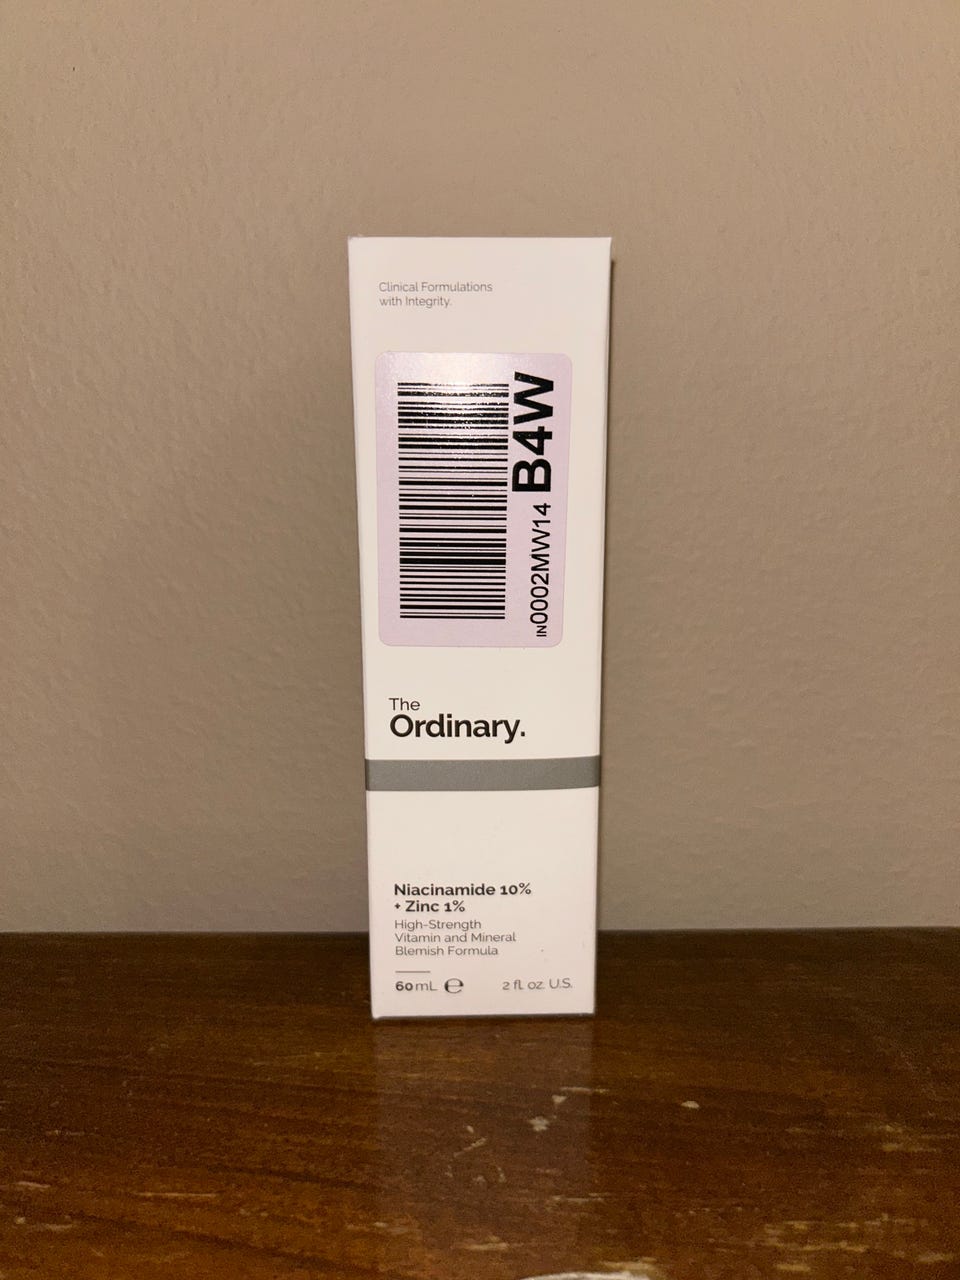 Clinical Formulations
with Integrity.
IN0002MW14 B4W
The
Ordinary.
Niacinamide 10%
+ Zinc 1%
High-Strength
Vitamin and Mineral
Blemish Formula
60mL ℮ 2 fl. oz. U.S.